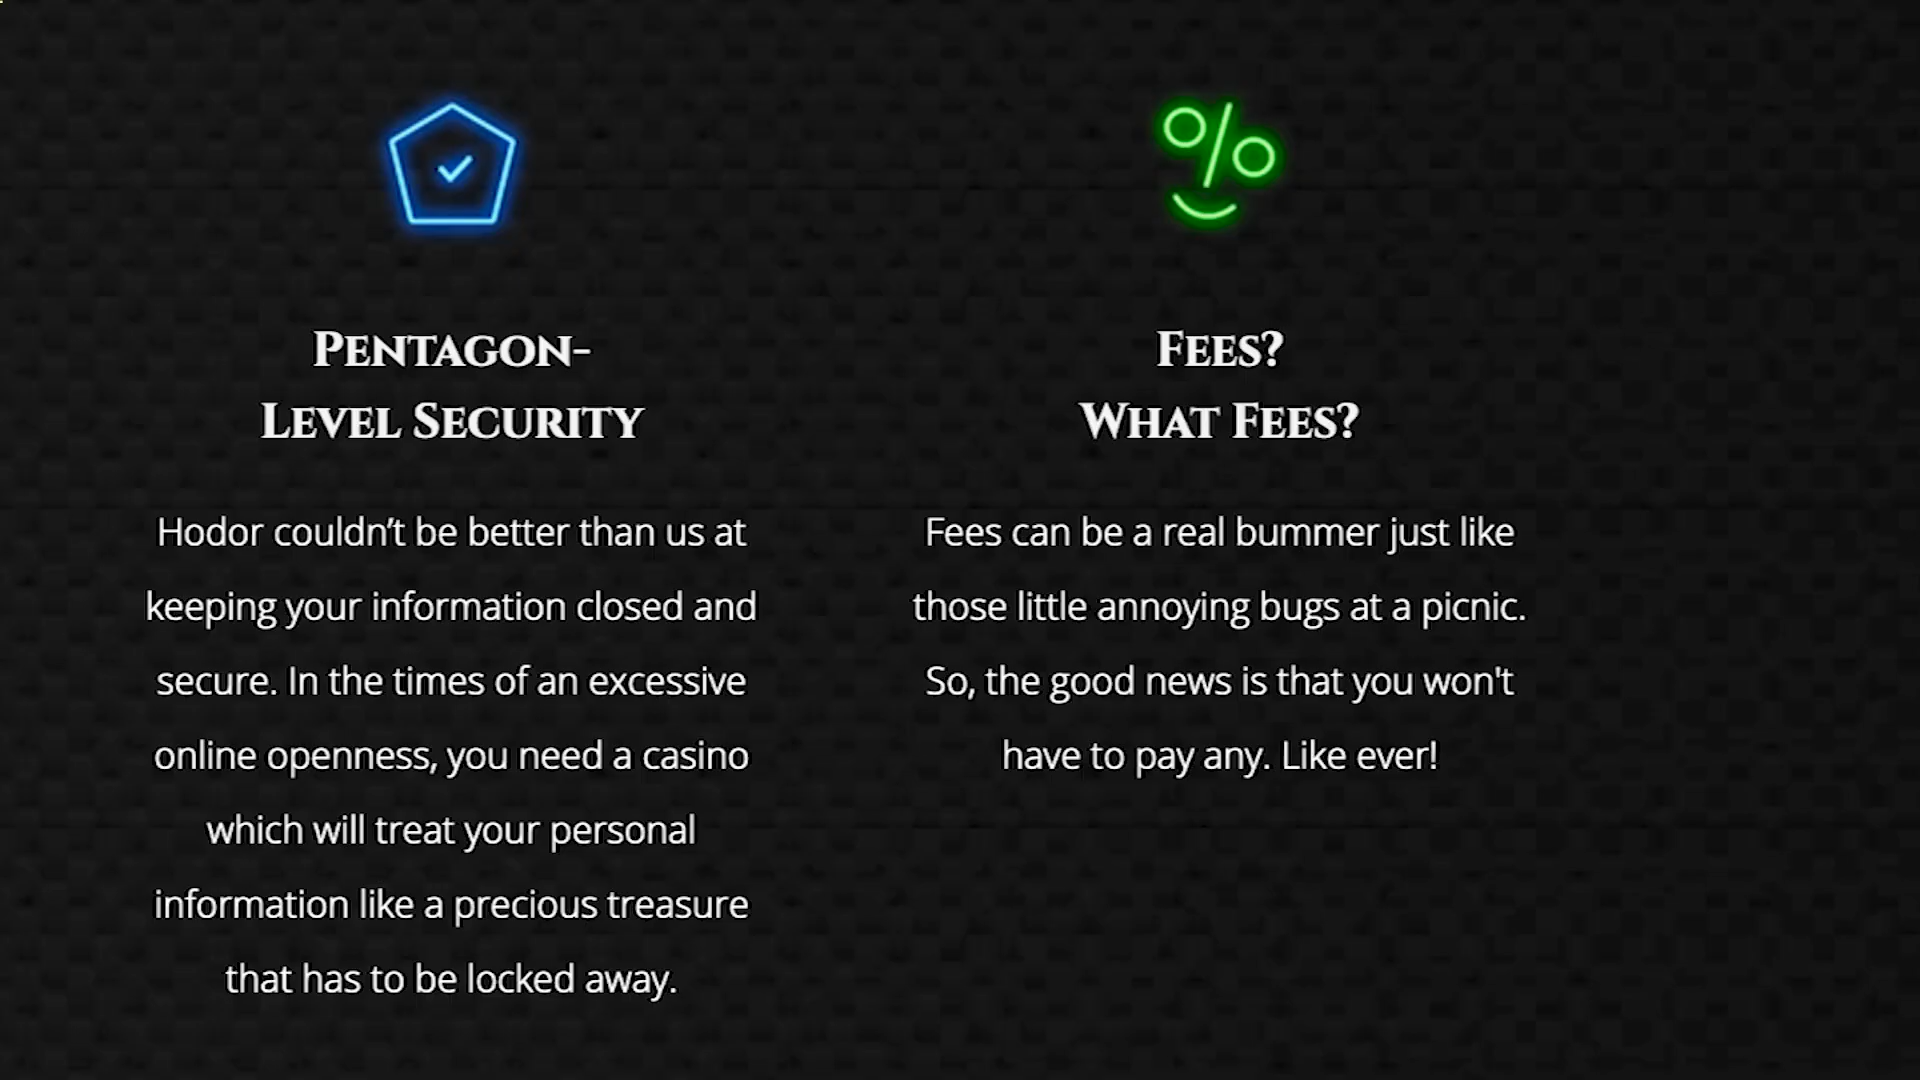 Pentagon-
Level Security
Hodor couldn’t be better than us at
keeping your information closed and
secure. In the times of an excessive
online openness, you need a casino
which will treat your personal
information like a precious treasure
that has to be locked away.
Fees?
What Fees?
Fees can be a real bummer just like
those little annoying bugs at a picnic.
So, the good news is that you won't
have to pay any. Like ever!